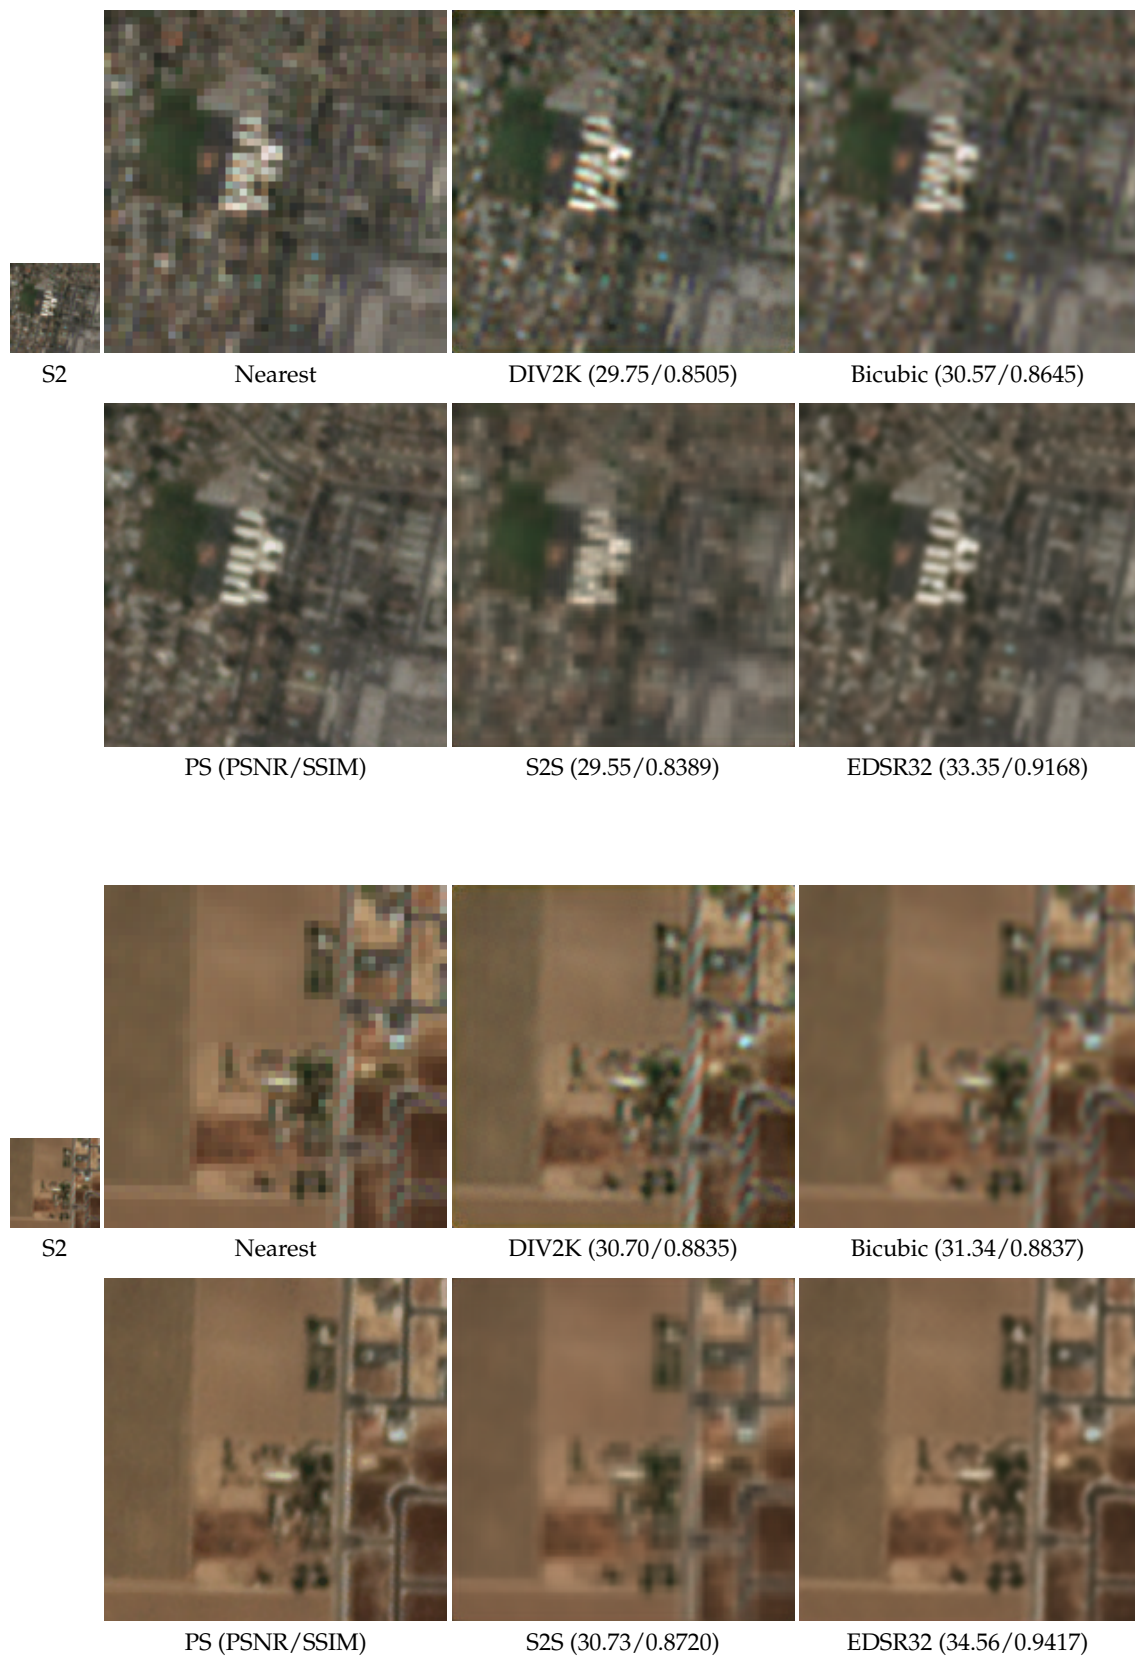 S2
Nearest
DIV2K (29.75/0.8505)
Bicubic (30.57/0.8645)
PS (PSNR/SSIM)
S2S (29.55/0.8389)
EDSR32 (33.35/0.9168)
S2
Nearest
DIV2K (30.70/0.8835)
Bicubic (31.34/0.8837)
PS (PSNR/SSIM)
S2S (30.73/0.8720)
EDSR32 (34.56/0.9417)